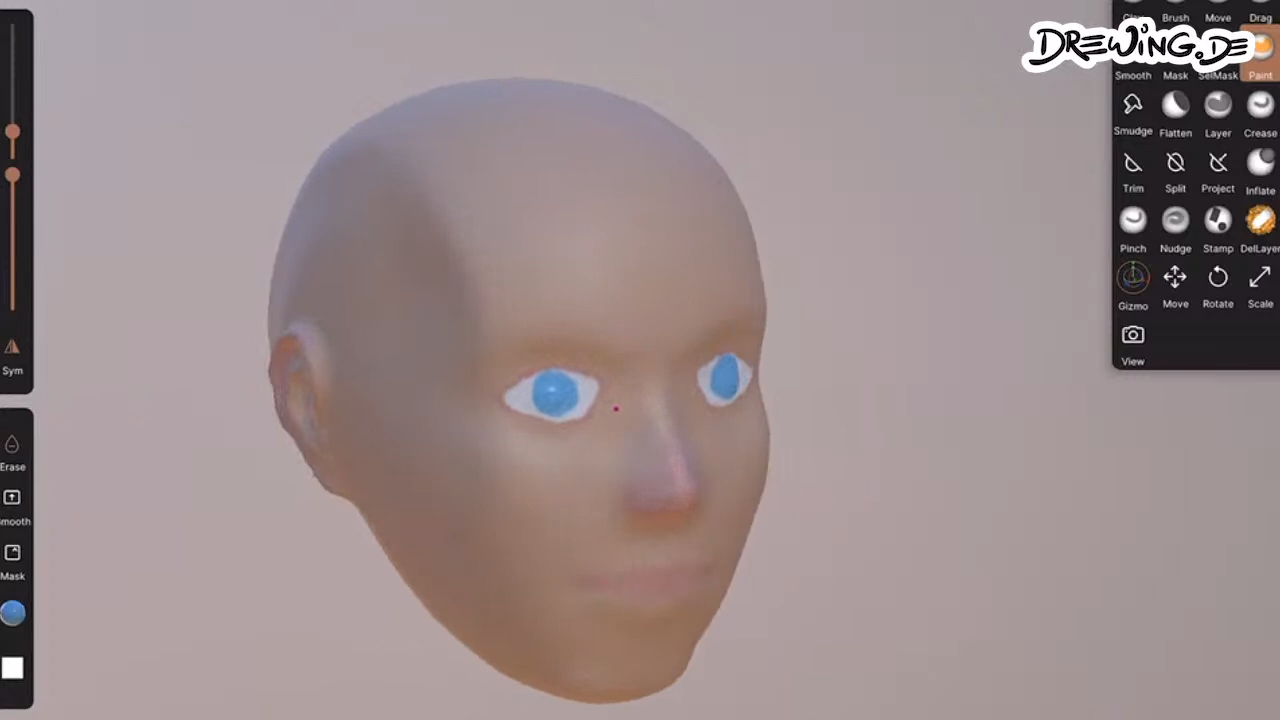 Clay Brush Move Drag
DREWING.DE
Smooth Mask SelMask Paint
Smudge Flatten Layer Crease
Trim Split Project Inflate
Pinch Nudge Stamp DelLayer
Gizmo Move Rotate Scale
View
Sym
Erase
mooth
Mask